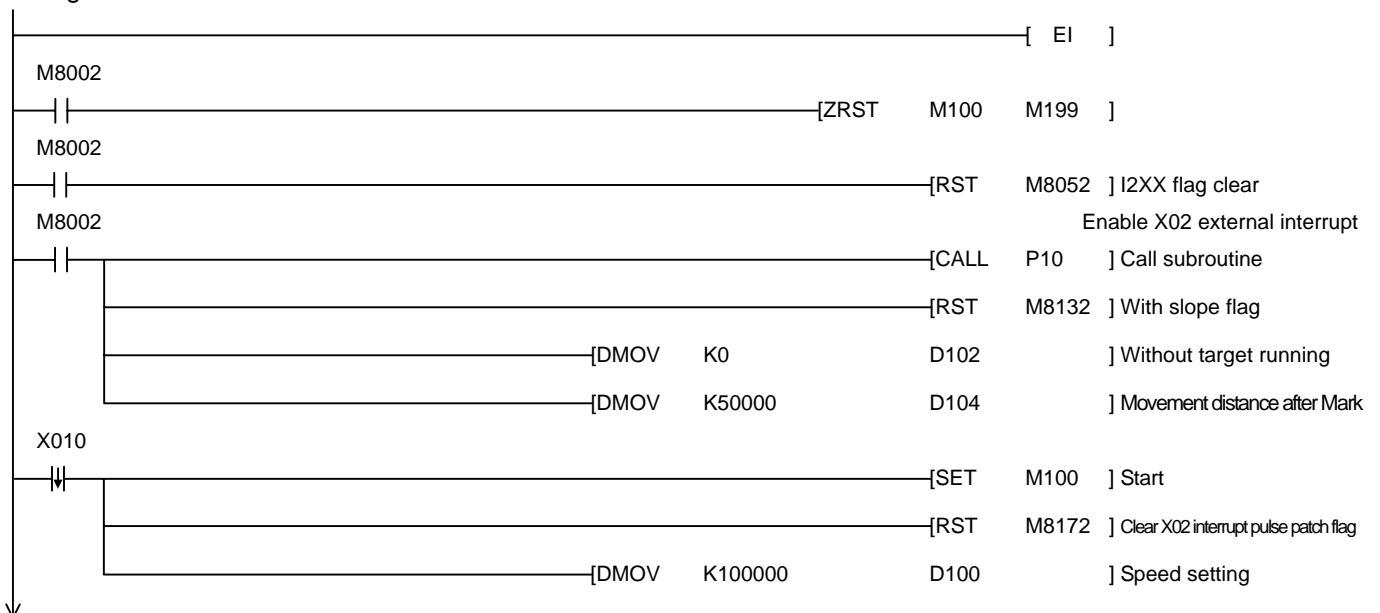 [ EI ]
M8002
[ZRST M100 M199 ]
M8002
[RST M8052 ] I2XX flag clear
M8002 Enable X02 external interrupt
[CALL P10 ] Call subroutine
[RST M8132 ] With slope flag
[DMOV K0 D102 ] Without target running
[DMOV K50000 D104 ] Movement distance after Mark
X010
[SET M100 ] Start
[RST M8172 ] Clear X02 interrupt pulse patch flag
[DMOV K100000 D100 ] Speed setting